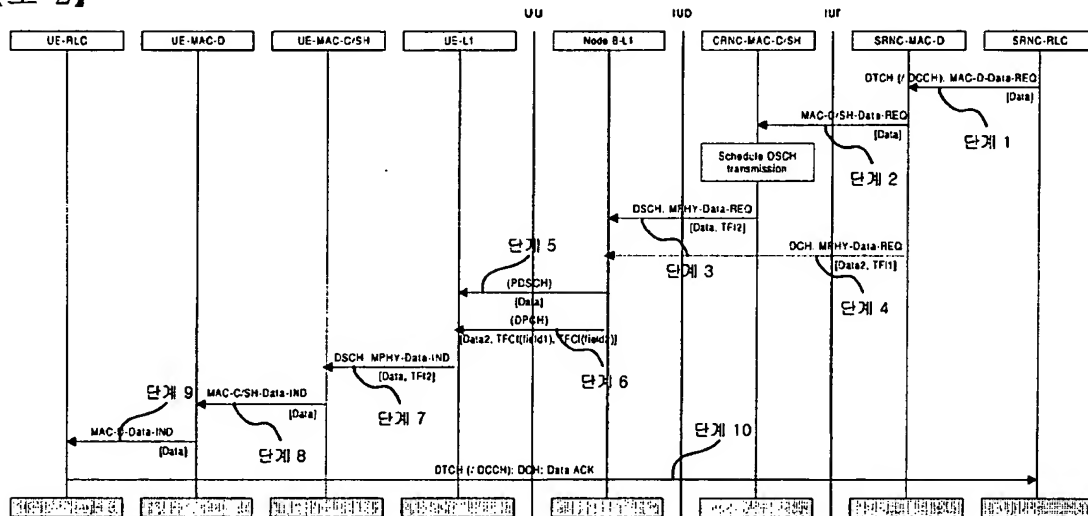 Uu Iub Iur
UE-RLC UE-MAC-D UE-MAC-C/SH UE-L1 Node B-L1 CRNC-MAC-C/SH SRNC-MAC-D SRNC-RLC
DTCH (/ DCCH). MAC-D-Data-REQ
[Data]
단계 1
MAC-C/SH-Data-REQ
[Data]
단계 2
Schedule DSCH
transmission
DSCH. MPHY-Data-REQ
[Data, TFI2]
단계 3
DCH. MPHY-Data-REQ
[Data2, TFI1]
단계 4
단계 5
(PDSCH)
[Data]
(DPCH)
[Data2, TFCI(field1), TFCI(field2)]
단계 6
DSCH. MPHY-Data-IND
[Data, TFI2]
단계 7
MAC-C/SH-Data-IND
[Data]
단계 8
단계 9
MAC-D-Data-IND
[Data]
단계 10
DTCH (/ DCCH): DCH: Data ACK